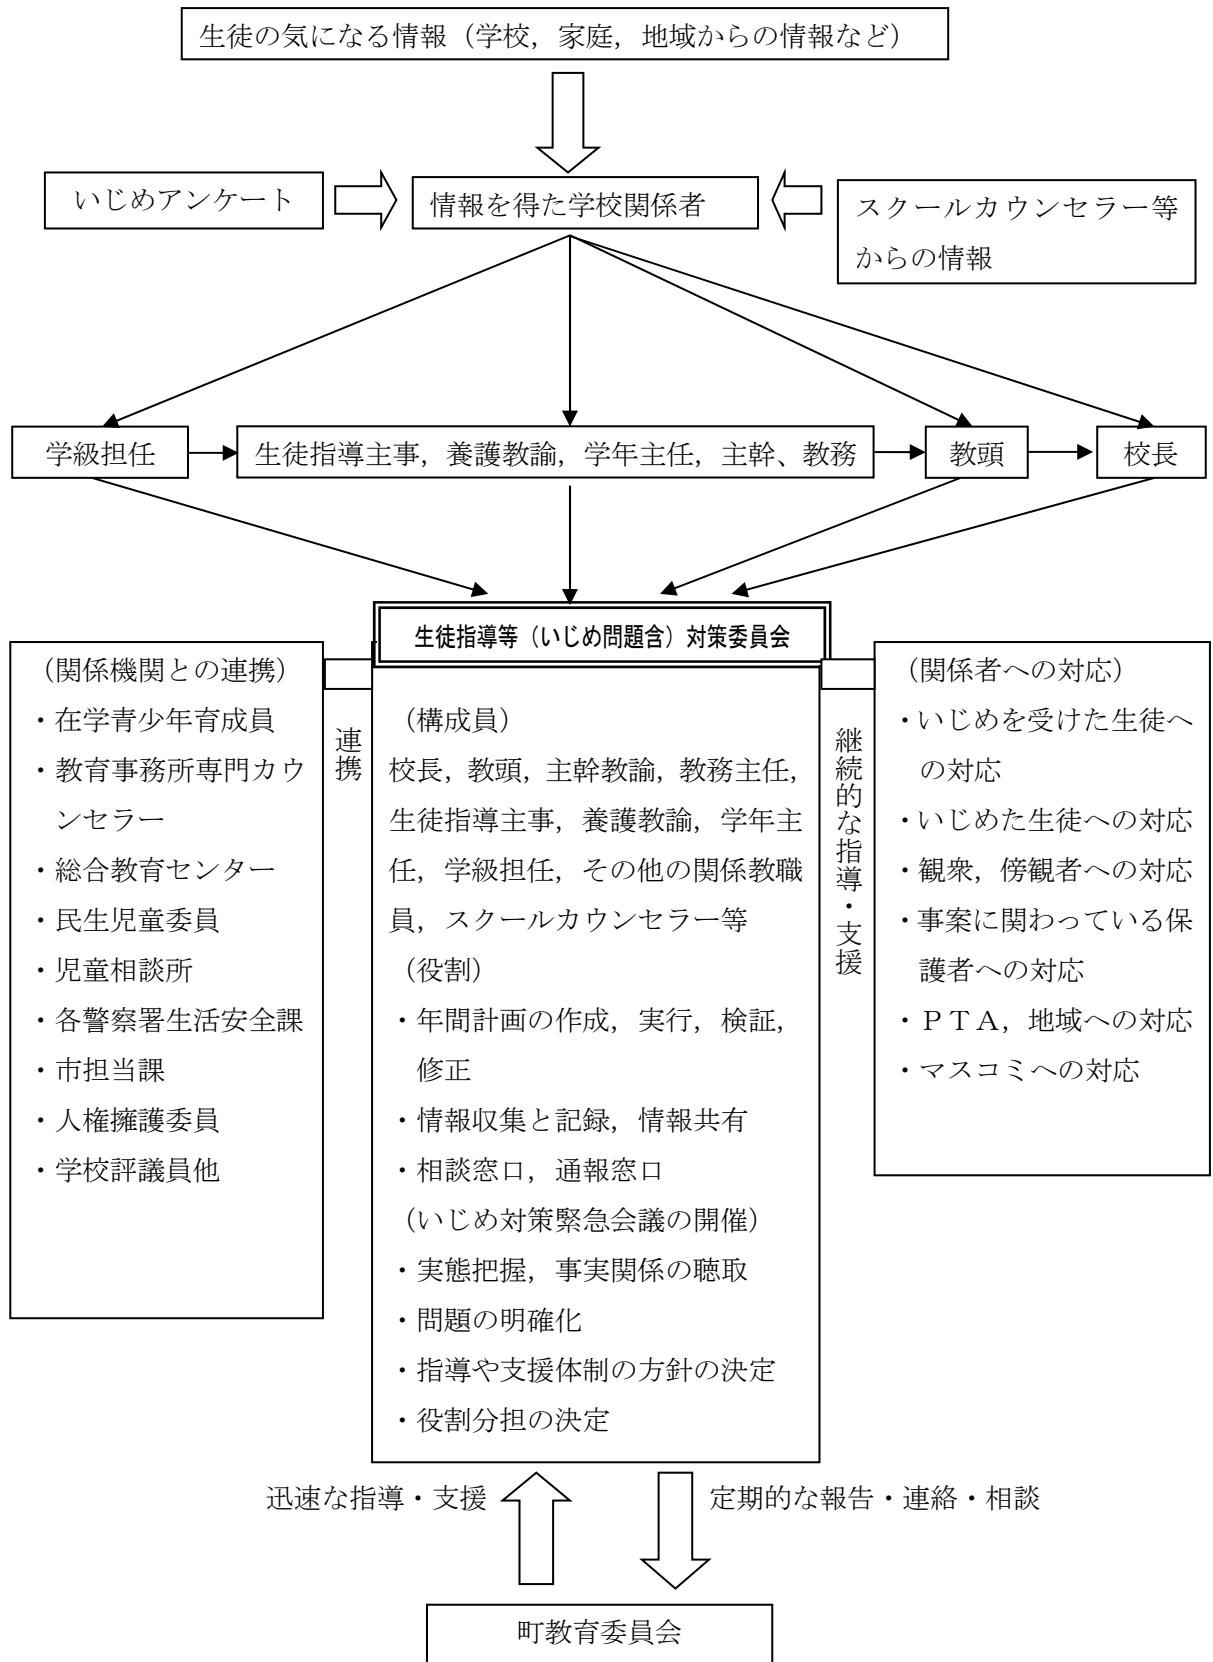 生徒の気になる情報（学校，家庭，地域からの情報など）
いじめアンケート
情報を得た学校関係者
スクールカウンセラー等
からの情報
学級担任
生徒指導主事，養護教諭，学年主任，主幹、教務
教頭
校長
生徒指導等（いじめ問題含）対策委員会
（関係機関との連携）
・在学青少年育成員
・教育事務所専門カウ
ンセラー
・総合教育センター
・民生児童委員
・児童相談所
・各警察署生活安全課
・市担当課
・人権擁護委員
・学校評議員他
連携
（構成員）
校長，教頭，主幹教諭，教務主任，
生徒指導主事，養護教諭，学年主
任，学級担任，その他の関係教職
員，スクールカウンセラー等
（役割）
・年間計画の作成，実行，検証，
修正
・情報収集と記録，情報共有
・相談窓口，通報窓口
（いじめ対策緊急会議の開催）
・実態把握，事実関係の聴取
・問題の明確化
・指導や支援体制の方針の決定
・役割分担の決定
継続的な指導・支援
（関係者への対応）
・いじめを受けた生徒へ
の対応
・いじめた生徒への対応
・観衆，傍観者への対応
・事案に関わっている保
護者への対応
・ＰＴＡ，地域への対応
・マスコミへの対応
迅速な指導・支援
定期的な報告・連絡・相談
町教育委員会